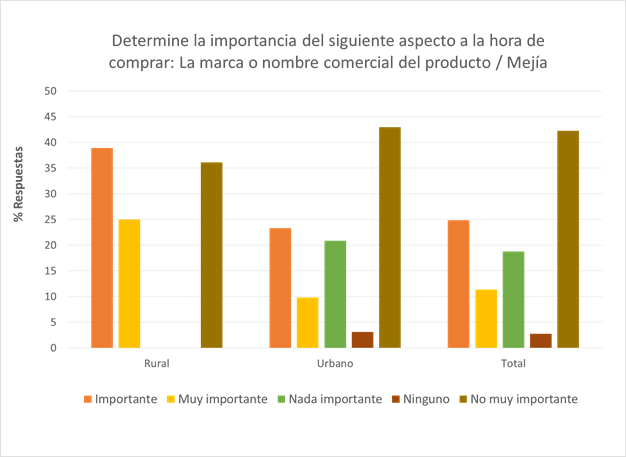 Determine la importancia del siguiente aspecto a la hora de
comprar: La marca o nombre comercial del producto / Mejía
% Respuestas
50
45
40
35
30
25
20
15
10
5
0
Rural
Urbano
Total
Importante
Muy importante
Nada importante
Ninguno
No muy importante